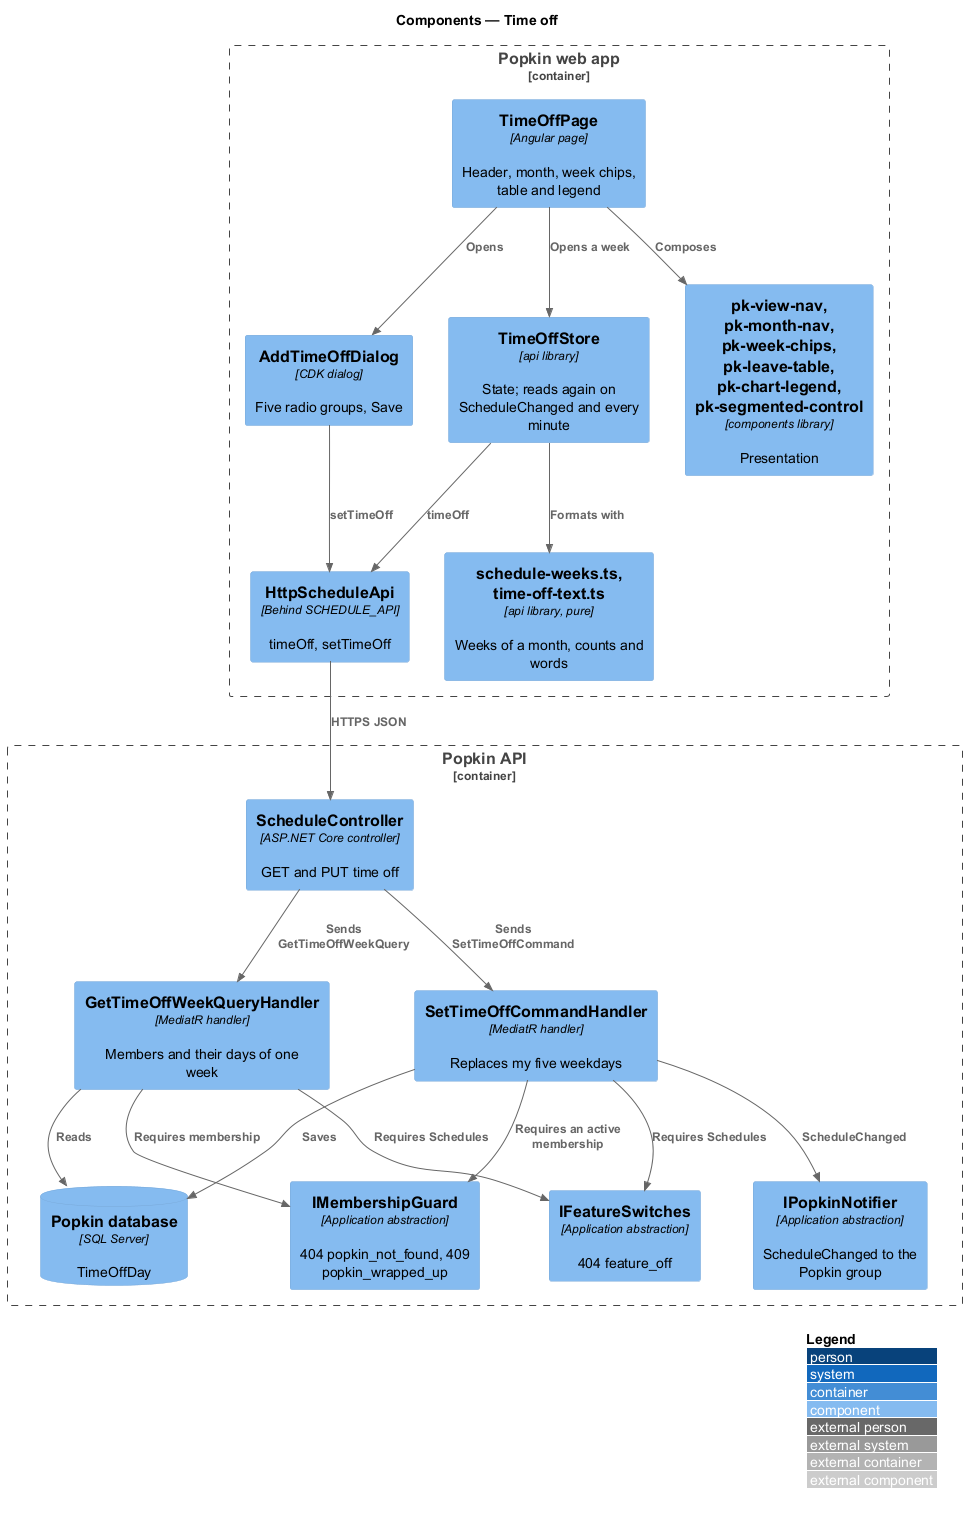 Components — Time off
Popkin web app
[container]
TimeOffPage
[Angular page]
Header, month, week chips,
table and legend
Opens
Opens a week
Composes
AddTimeOffDialog
[CDK dialog]
Five radio groups, Save
TimeOffStore
[api library]
State; reads again on
ScheduleChanged and every
minute
pk-view-nav,
pk-month-nav,
pk-week-chips,
pk-leave-table,
pk-chart-legend,
pk-segmented-control
[components library]
Presentation
setTimeOff
timeOff
Formats with
HttpScheduleApi
[Behind SCHEDULE_API]
timeOff, setTimeOff
schedule-weeks.ts,
time-off-text.ts
[api library, pure]
Weeks of a month, counts and
words
HTTPS JSON
Popkin API
[container]
ScheduleController
[ASP.NET Core controller]
GET and PUT time off
Sends
GetTimeOffWeekQuery
Sends
SetTimeOffCommand
GetTimeOffWeekQueryHandler
[MediatR handler]
Members and their days of one
week
SetTimeOffCommandHandler
[MediatR handler]
Replaces my five weekdays
Reads
Requires membership
Saves
Requires Schedules
Requires an active
membership
Requires Schedules
ScheduleChanged
Popkin database
[SQL Server]
TimeOffDay
IMembershipGuard
[Application abstraction]
404 popkin_not_found, 409
popkin_wrapped_up
IFeatureSwitches
[Application abstraction]
404 feature_off
IPopkinNotifier
[Application abstraction]
ScheduleChanged to the
Popkin group
Legend
person
system
container
component
external person
external system
external container
external component